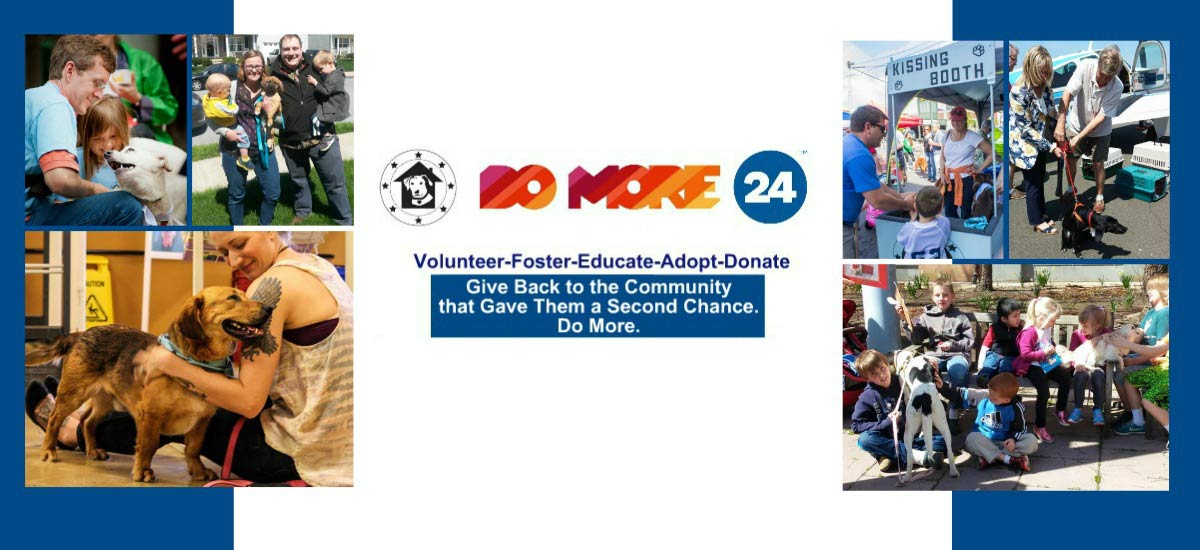 CAUTION
KISSING
BOOTH
DO MORE 24
Volunteer-Foster-Educate-Adopt-Donate
Give Back to the Community
that Gave Them a Second Chance.
Do More.